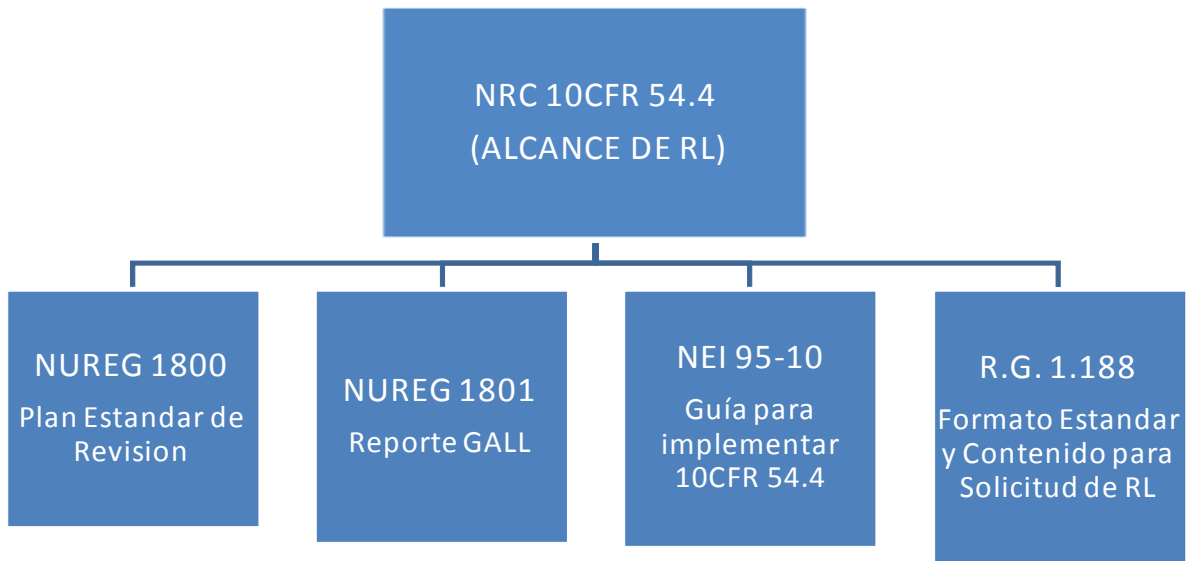 NRC 10CFR 54.4
(ALCANCE DE RL)
NUREG 1800
Plan Estandar de
Revision
NUREG 1801
Reporte GALL
NEI 95-10
Guía para
implementar
10CFR 54.4
R.G. 1.188
Formato Estandar
y Contenido para
Solicitud de RL